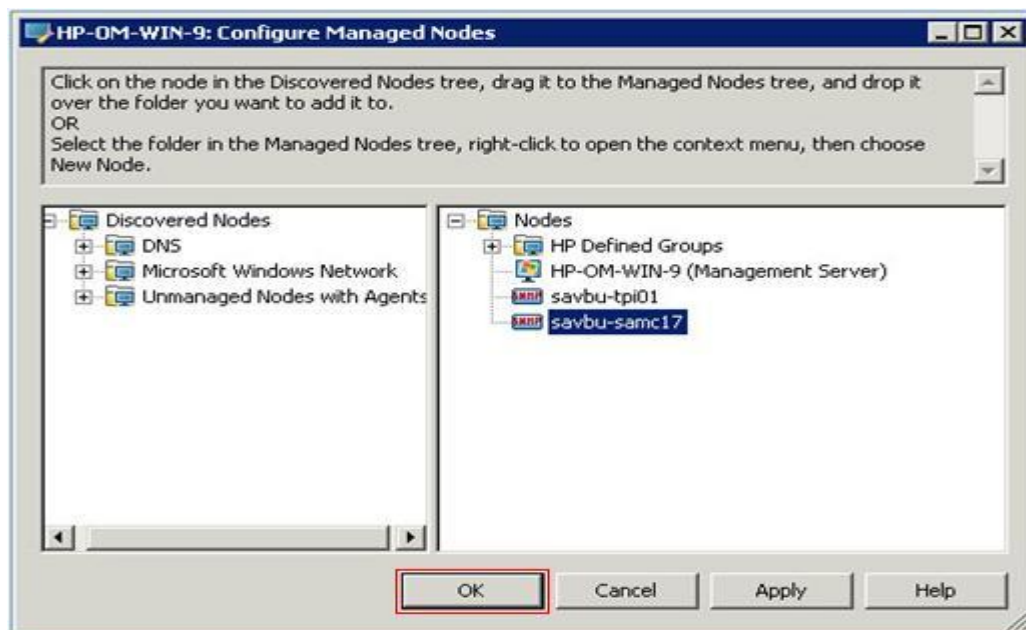 HP-OM-WIN-9: Configure Managed Nodes
Click on the node in the Discovered Nodes tree, drag it to the Managed Nodes tree, and drop it
over the folder you want to add it to.
OR
Select the folder in the Managed Nodes tree, right-click to open the context menu, then choose
New Node.
Discovered Nodes
DNS
Microsoft Windows Network
Unmanaged Nodes with Agents
Nodes
HP Defined Groups
HP-OM-WIN-9 (Management Server)
SNMP savbu-tpi01
SNMP savbu-samc17
OK Cancel Apply Help